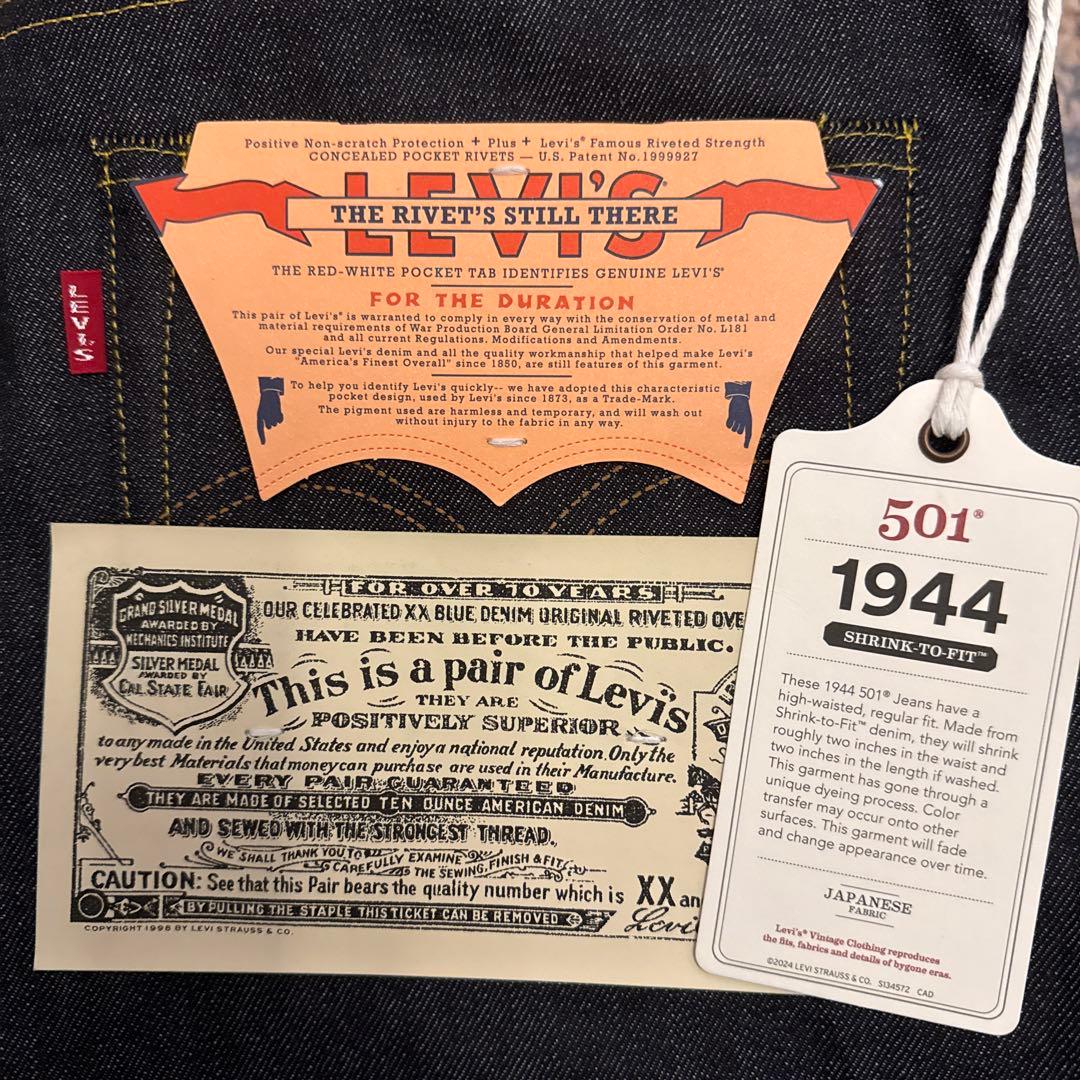 Positive Non-scratch Protection + Plus + Levi's® Famous Riveted Strength
CONCEALED POCKET RIVETS — U.S. Patent No.1999927
LEVI'S®
THE RIVET'S STILL THERE
THE RED-WHITE POCKET TAB IDENTIFIES GENUINE LEVI'S®
FOR THE DURATION
This pair of Levi's® is warranted to comply in every way with the conservation of metal and
material requirements of War Production Board General Limitation Order No. L181
and all current Regulations, Modifications and Amendments.
Our special Levi's denim and all the quality workmanship that helped make Levi's
"America's Finest Overall" since 1850, are still features of this garment.
To help you identify Levi's quickly-- we have adopted this characteristic
pocket design, used by Levi's since 1873, as a Trade-Mark.
The pigment used are harmless and temporary, and will wash out
without injury to the fabric in any way.
LEVI'S
GRAND SILVER MEDAL
AWARDED BY
MECHANICS INSTITUTE
SILVER MEDAL
AWARDED BY
CAL. STATE FAIR
FOR OVER 70 YEARS
OUR CELEBRATED XX BLUE DENIM ORIGINAL RIVETED OVE
HAVE BEEN BEFORE THE PUBLIC.
This is a pair of Levi's
THEY ARE
POSITIVELY SUPERIOR
to any made in the United States and enjoy a national reputation. Only the
very best Materials that money can purchase are used in their Manufacture.
EVERY PAIR GUARANTEED
THEY ARE MADE OF SELECTED TEN OUNCE AMERICAN DENIM
AND SEWED WITH THE STRONGEST THREAD.
WE SHALL THANK YOU TO
CAREFULLY EXAMINE
THE SEWING, FINISH & FIT
CAUTION: See that this Pair bears the quality number which is XX an
BY PULLING THE STAPLE THIS TICKET CAN BE REMOVED
Levi
COPYRIGHT 1996 BY LEVI STRAUSS & CO.
501®
1944
SHRINK-TO-FIT™
These 1944 501® Jeans have a
high-waisted, regular fit. Made from
Shrink-to-Fit™ denim, they will shrink
roughly two inches in the waist and
two inches in the length if washed.
This garment has gone through a
unique dyeing process. Color
transfer may occur onto other
surfaces. This garment will fade
and change appearance over time.
JAPANESE
FABRIC
Levi's® Vintage Clothing reproduces
the fits, fabrics and details of bygone eras.
©2024 LEVI STRAUSS & CO. S134572 CAD